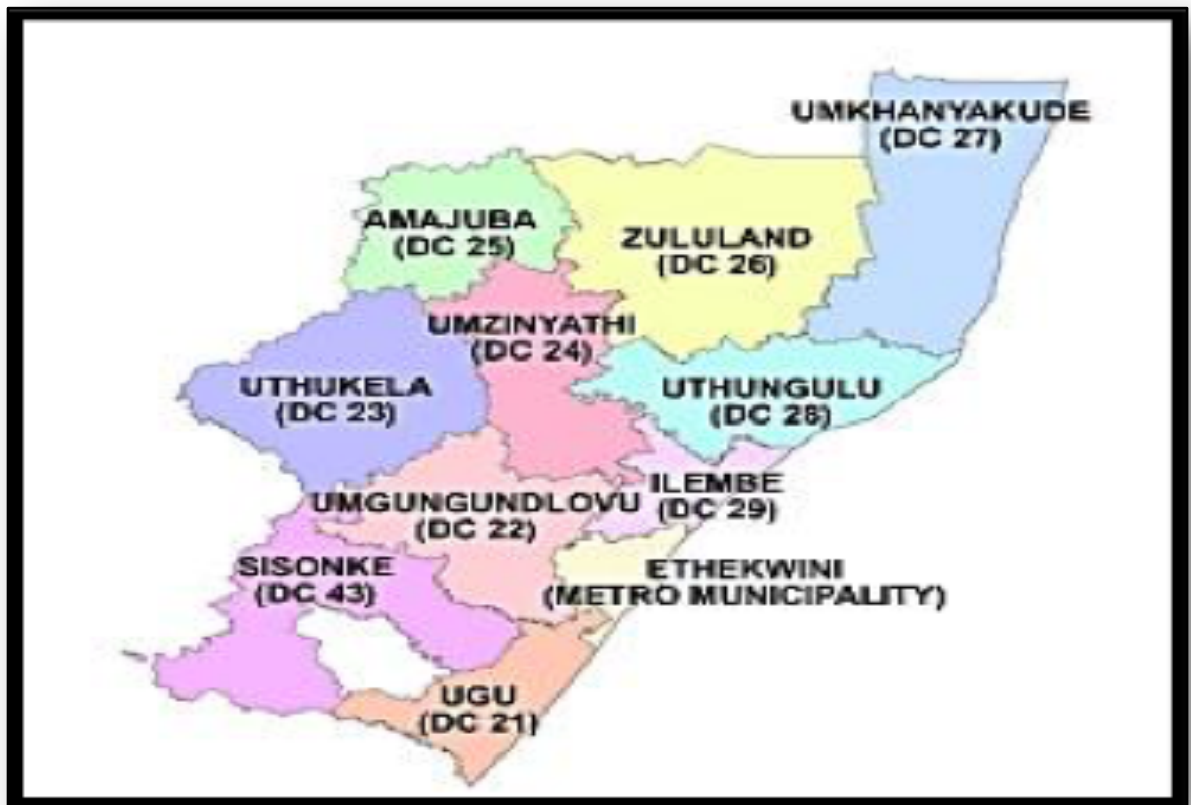 UMKHANYAKUDE
(DC 27)
AMAJUBA
(DC 25)
ZULULAND
(DC 26)
UMZINYATHI
(DC 24)
UTHUKELA
(DC 23)
UTHUNGULU
(DC 28)
ILEMBE
(DC 29)
UMGUNGUNDLOVU
(DC 22)
SISONKE
(DC 43)
ETHEKWINI
(METRO MUNICIPALITY)
UGU
(DC 21)